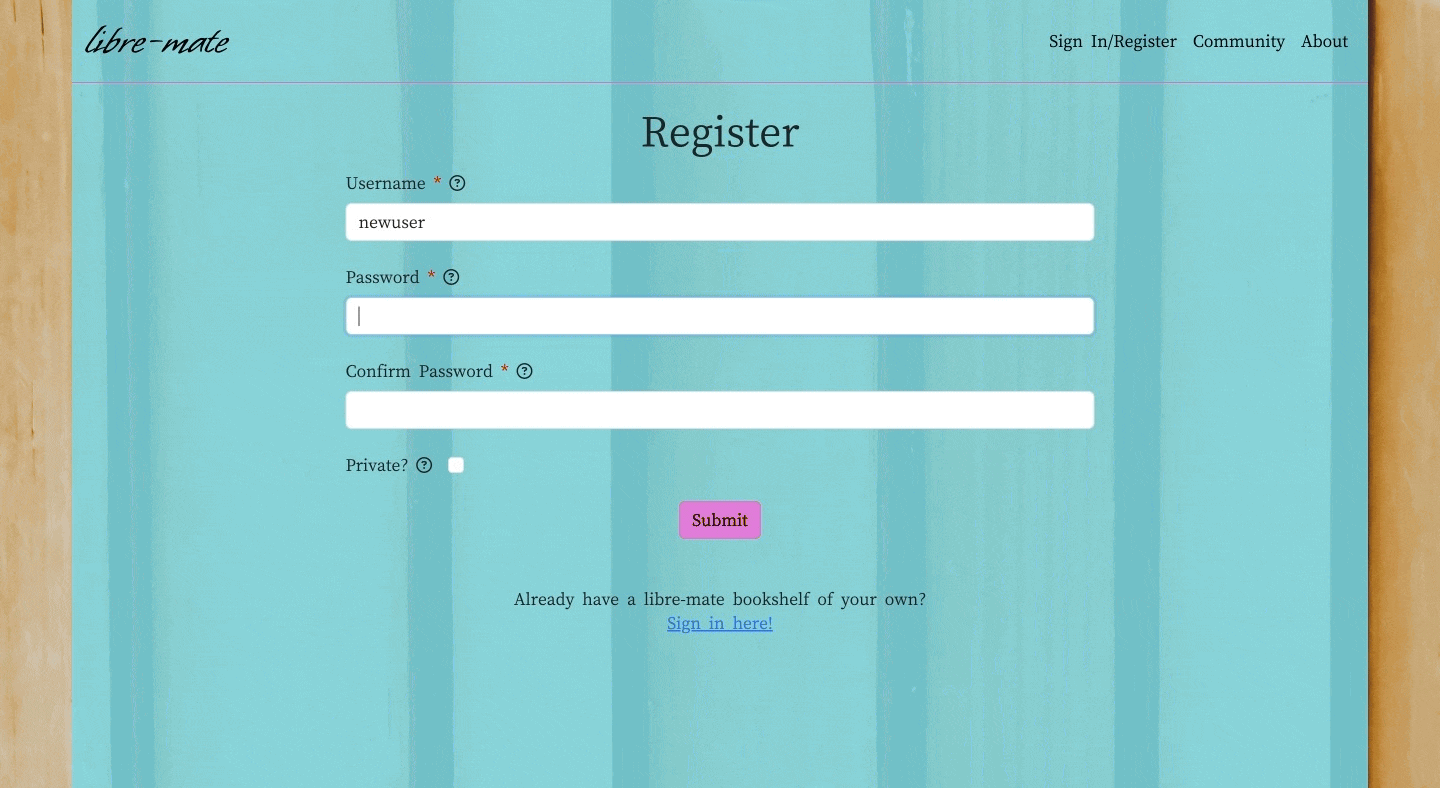 libre-mate
Sign In/Register Community About
Register
Username *
newuser
Password *
Confirm Password *
Private?
Submit
Already have a libre-mate bookshelf of your own?
Sign in here!